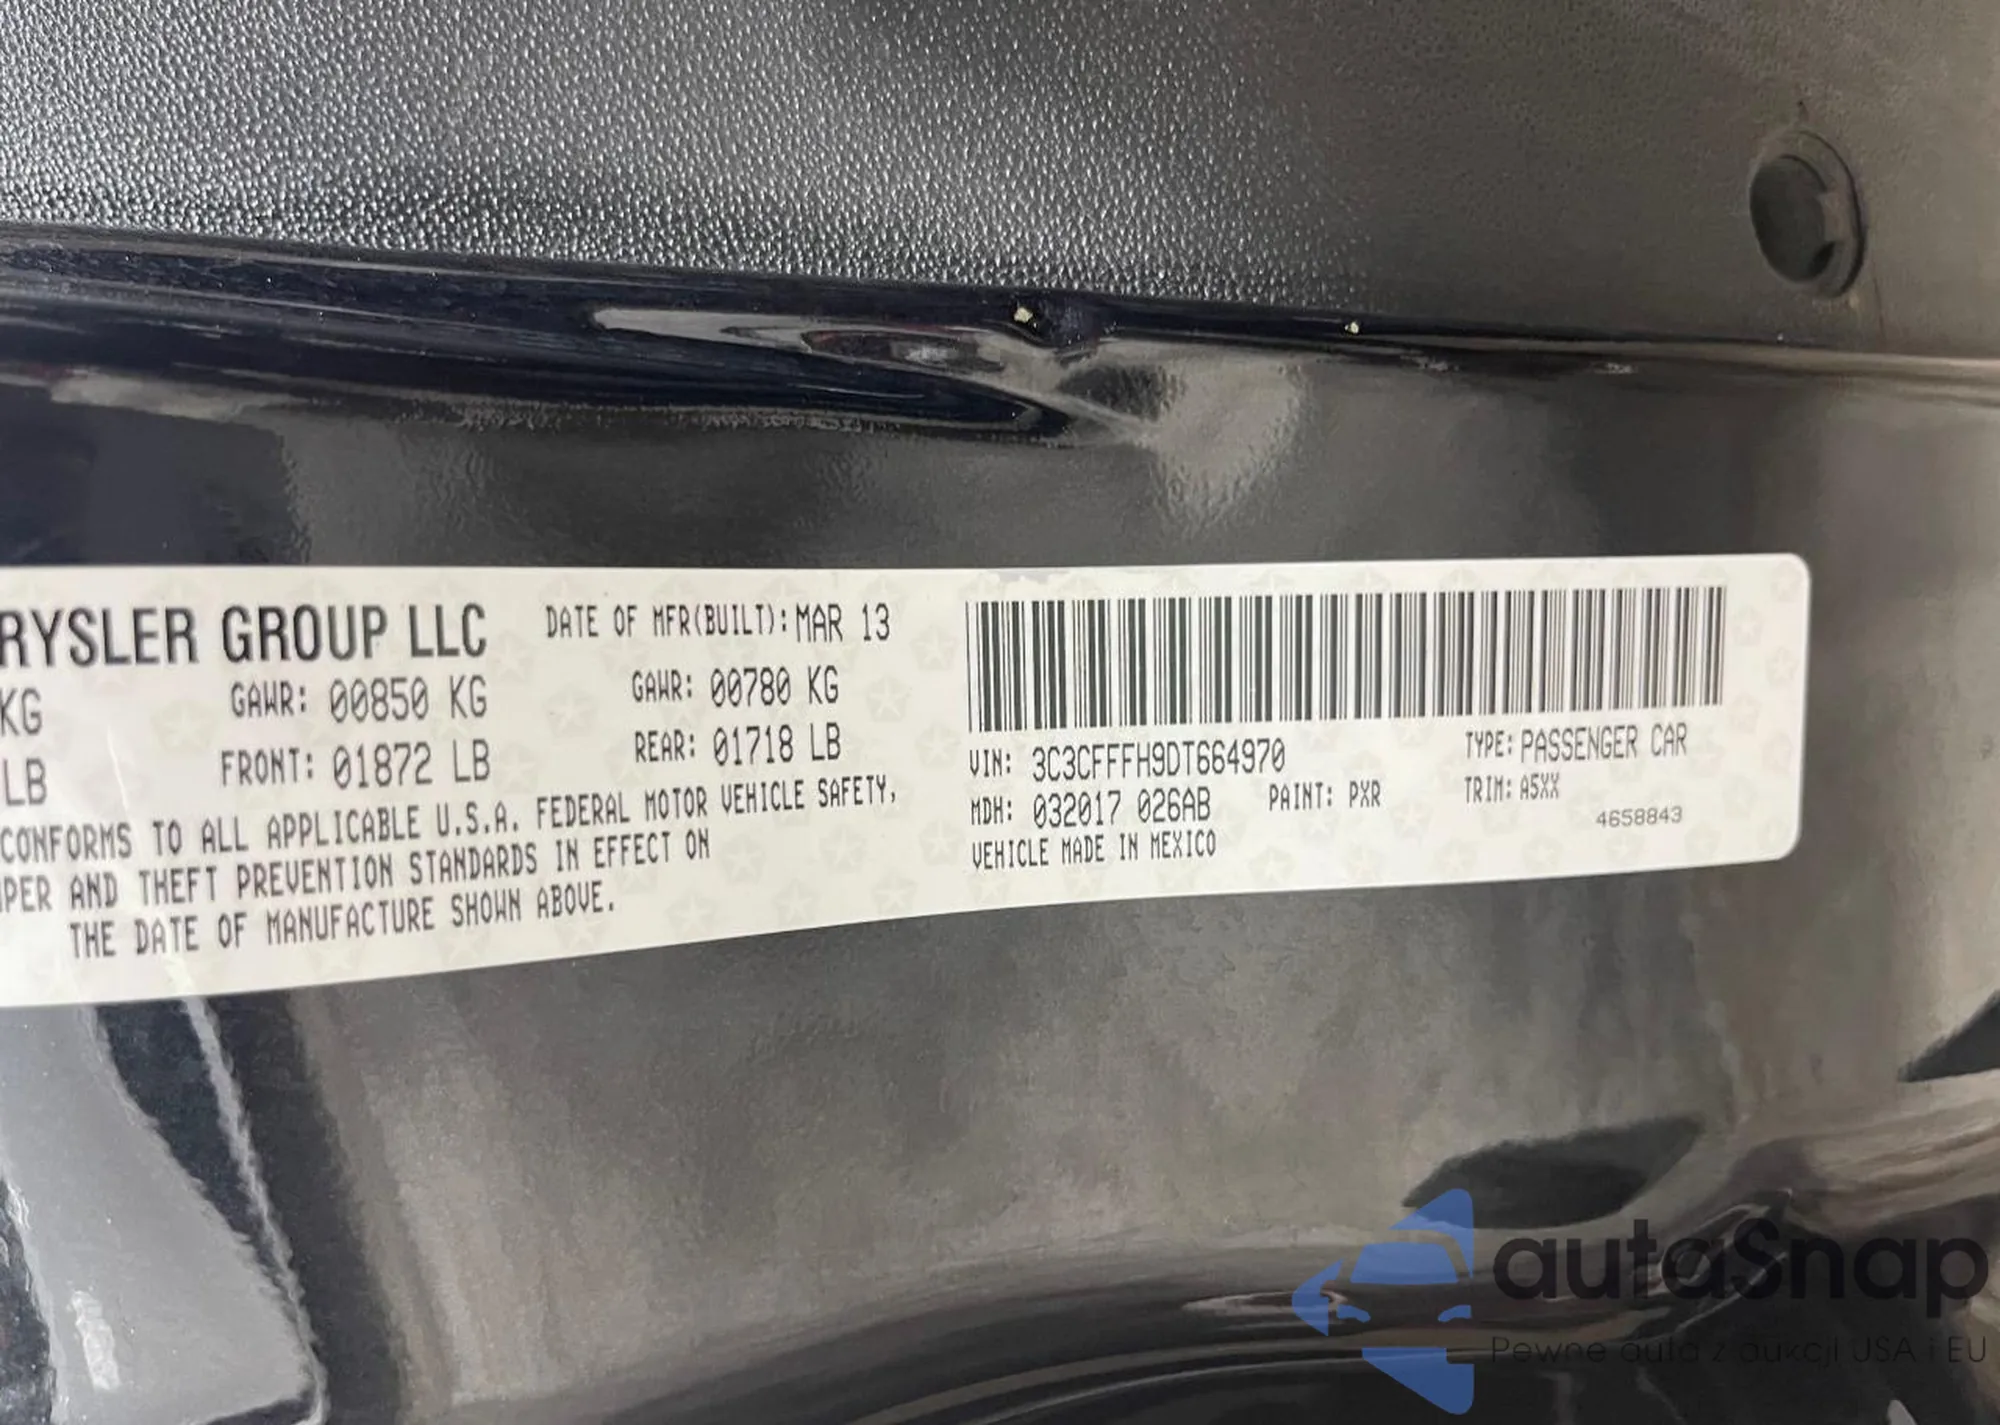 RYSLER GROUP LLC
DATE OF MFR(BUILT): MAR 13
KG
GAWR: 00850 KG
GAWR: 00780 KG
LB
FRONT: 01872 LB
REAR: 01718 LB
CONFORMS TO ALL APPLICABLE U.S.A. FEDERAL MOTOR VEHICLE SAFETY,
PER AND THEFT PREVENTION STANDARDS IN EFFECT ON
THE DATE OF MANUFACTURE SHOWN ABOVE.
VIN: 3C3CFFFH9DT664970
TYPE: PASSENGER CAR
MDH: 032017 026AB
PAINT: PXR
TRIM: A5XX
VEHICLE MADE IN MEXICO
4658843
autaSnap
Pewne auta z aukcji USA i EU